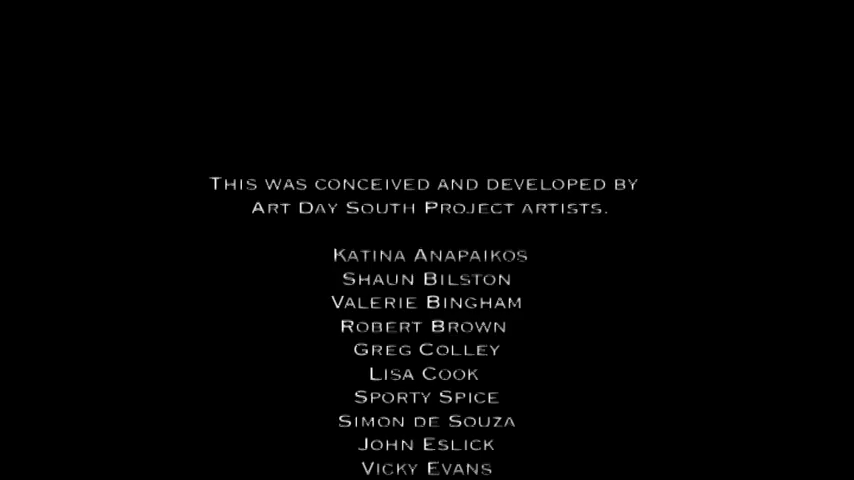 This was conceived and developed by
Art Day South Project artists.
Katina Anapaikos
Shaun Bilston
Valerie Bingham
Robert Brown
Greg Colley
Lisa Cook
Sporty Spice
Simon de Souza
John Eslick
Vicky Evans